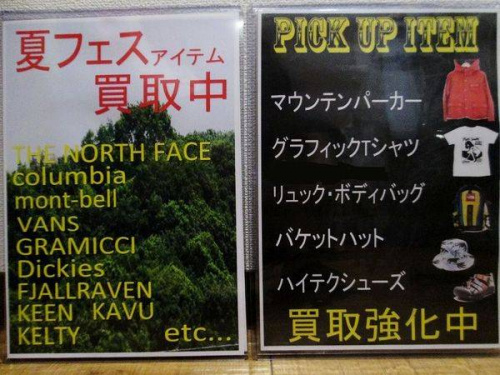 夏フェスアイテム
買取中
THE NORTH FACE
columbia
mont-bell
VANS
GRAMICCI
Dickies
FJALLRAVEN
KEEN KAVU
KELTY etc...
PICK UP ITEM
マウンテンパーカー
グラフィックTシャツ
リュック・ボディバッグ
バケットハット
ハイテクシューズ
買取強化中